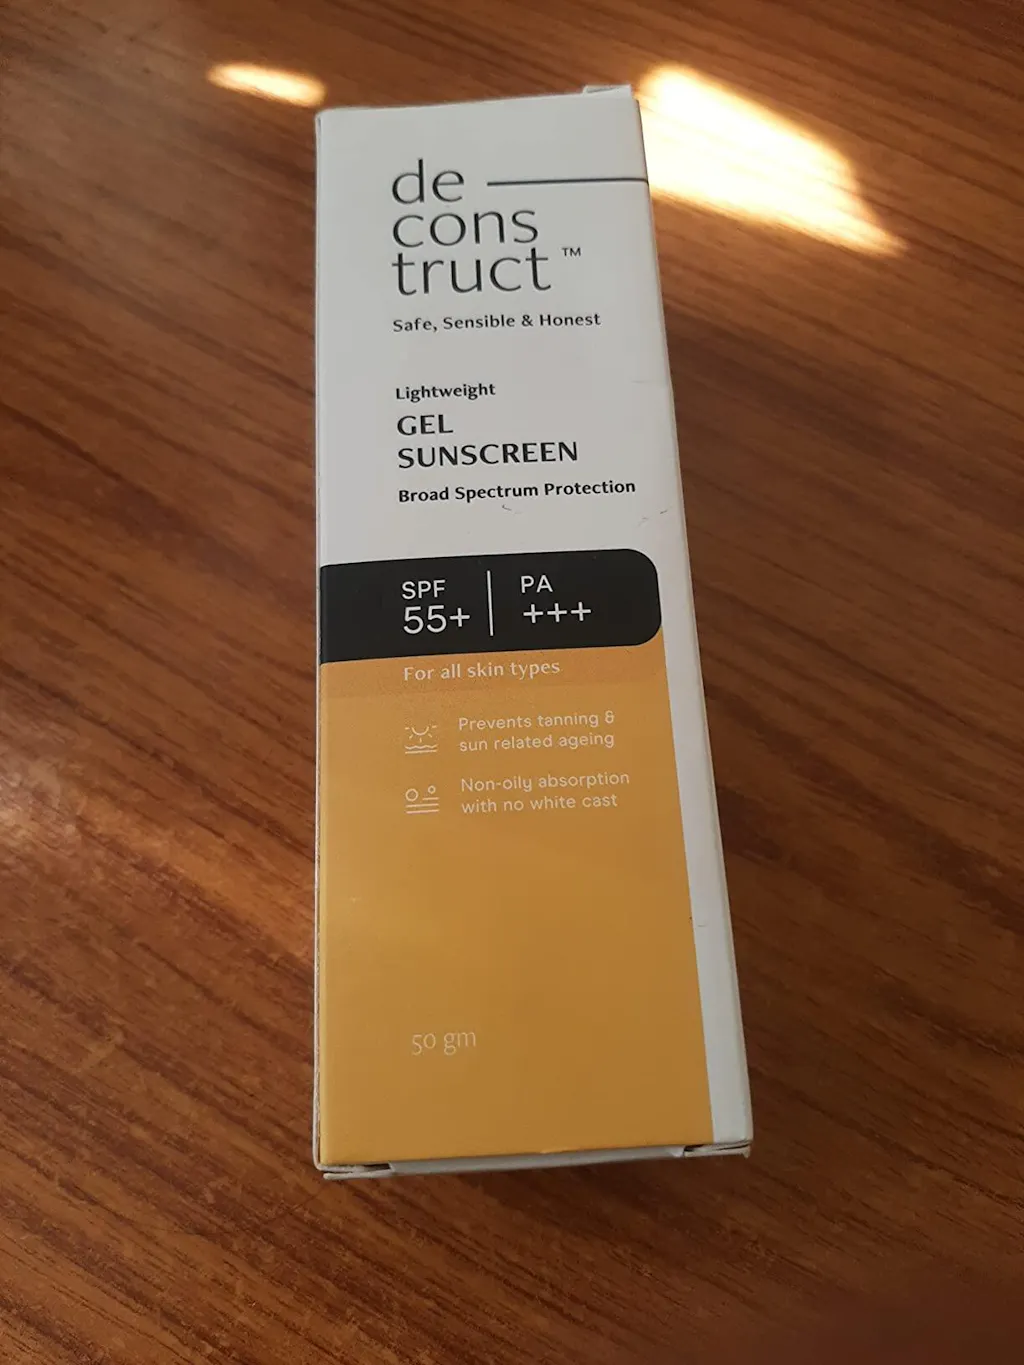 de
cons
truct™
Safe, Sensible & Honest
Lightweight
GEL
SUNSCREEN
Broad Spectrum Protection
SPF
55+
PA
+++
For all skin types
Prevents tanning &
sun related ageing
Non-oily absorption
with no white cast
50 gm